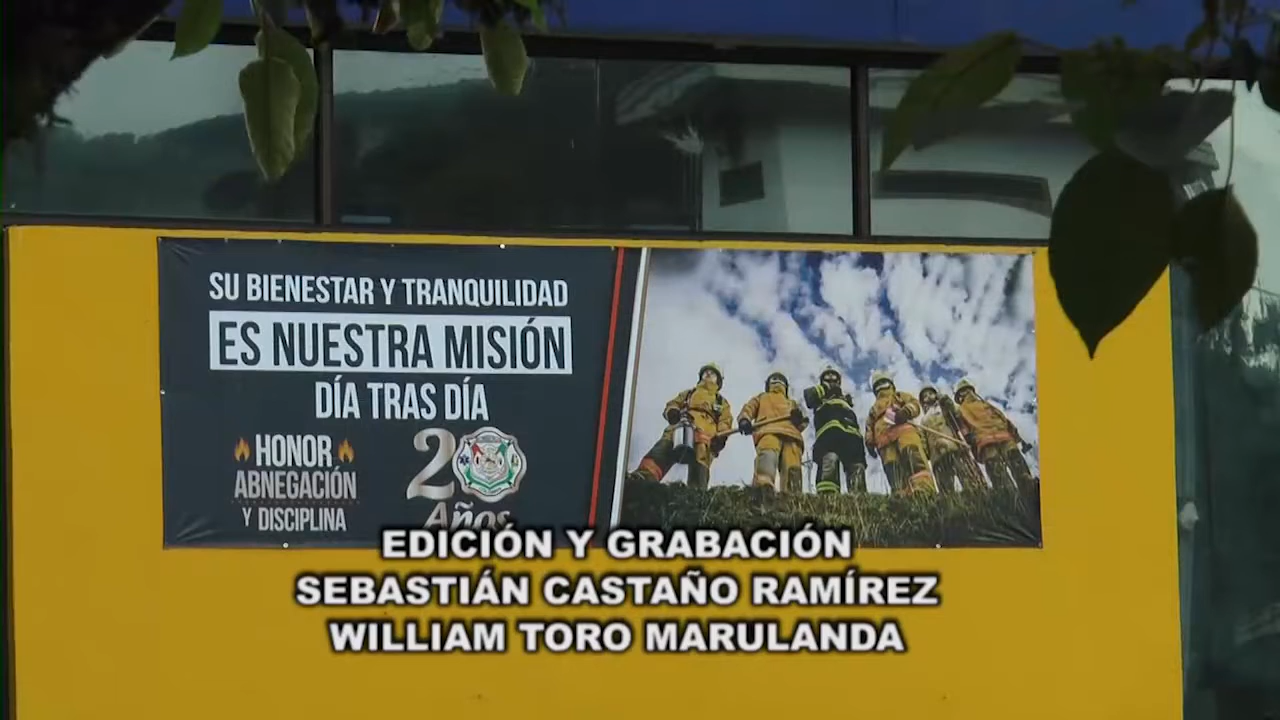 SU BIENESTAR Y TRANQUILIDAD
ES NUESTRA MISIÓN
DÍA TRAS DÍA
HONOR
ABNEGACIÓN
Y DISCIPLINA
20
Años
EDICIÓN Y GRABACIÓN
SEBASTIÁN CASTAÑO RAMÍREZ
WILLIAM TORO MARULANDA